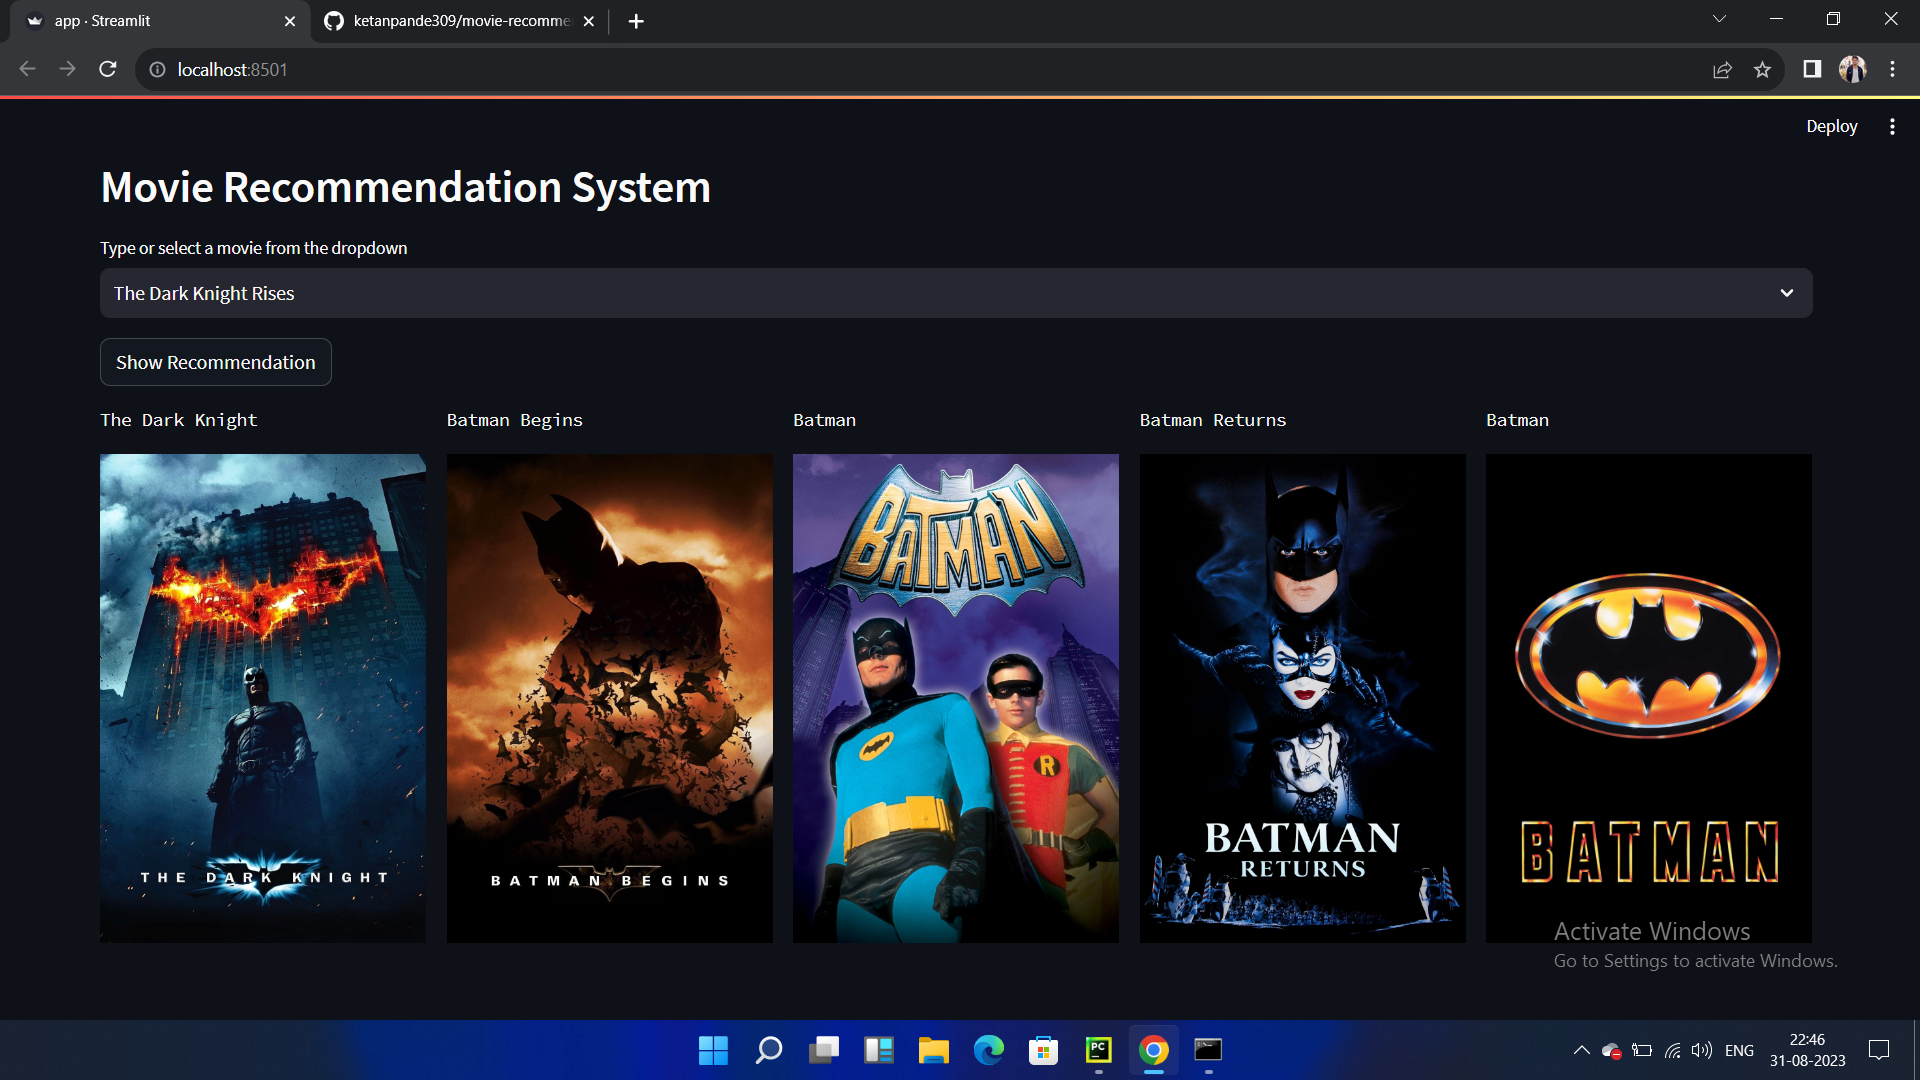 app · Streamlit
ketanpande309/movie-recomme
localhost:8501
Deploy
Movie Recommendation System
Type or select a movie from the dropdown
The Dark Knight Rises
Show Recommendation
The Dark Knight
Batman Begins
Batman
Batman Returns
Batman
THE DARK KNIGHT
BATMAN BEGINS
BATMAN
R
BATMAN
RETURNS
BATMAN
Activate Windows
Go to Settings to activate Windows.
PC
ENG
22:46
31-08-2023